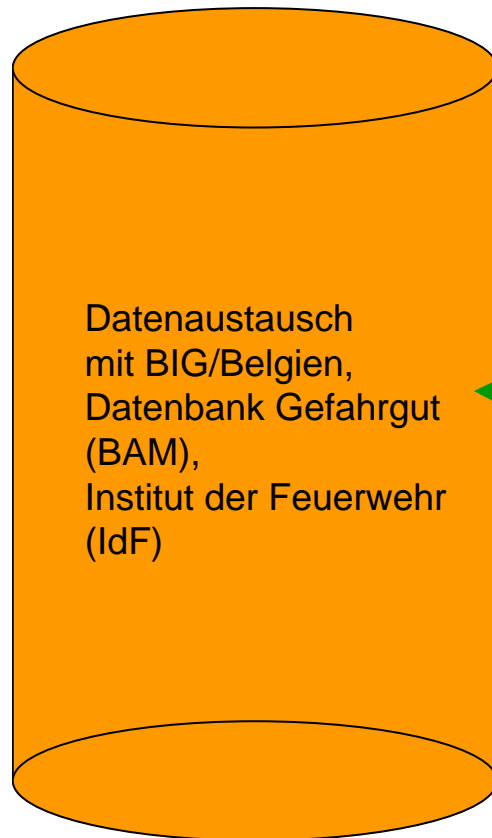 Datenaustausch
mit BIG/Belgien,
Datenbank Gefahrgut
(BAM),
Institut der Feuerwehr
(IdF)